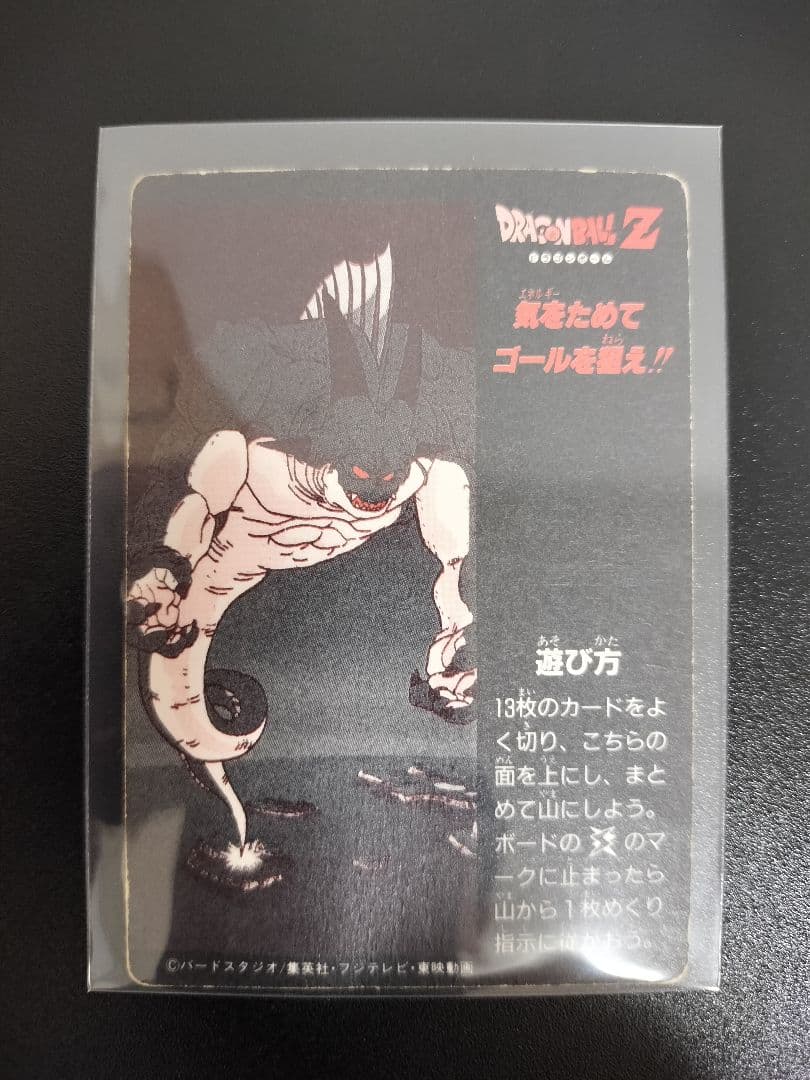 DRAGONBALL Z
ドラゴンボール
エネルギー
気をためて
ねら
ゴールを狙え!!
あそ かた
遊び方
まい
13枚のカードをよ
き
く切り、こちらの
めん うえ
面を上にし、まと
やま
めて山にしよう。
ボードの のマ
と
ークに止まったら
やま まい
山から1枚めくり
指示に従がおう。
©バードスタジオ/集英社・フジテレビ・東映動画